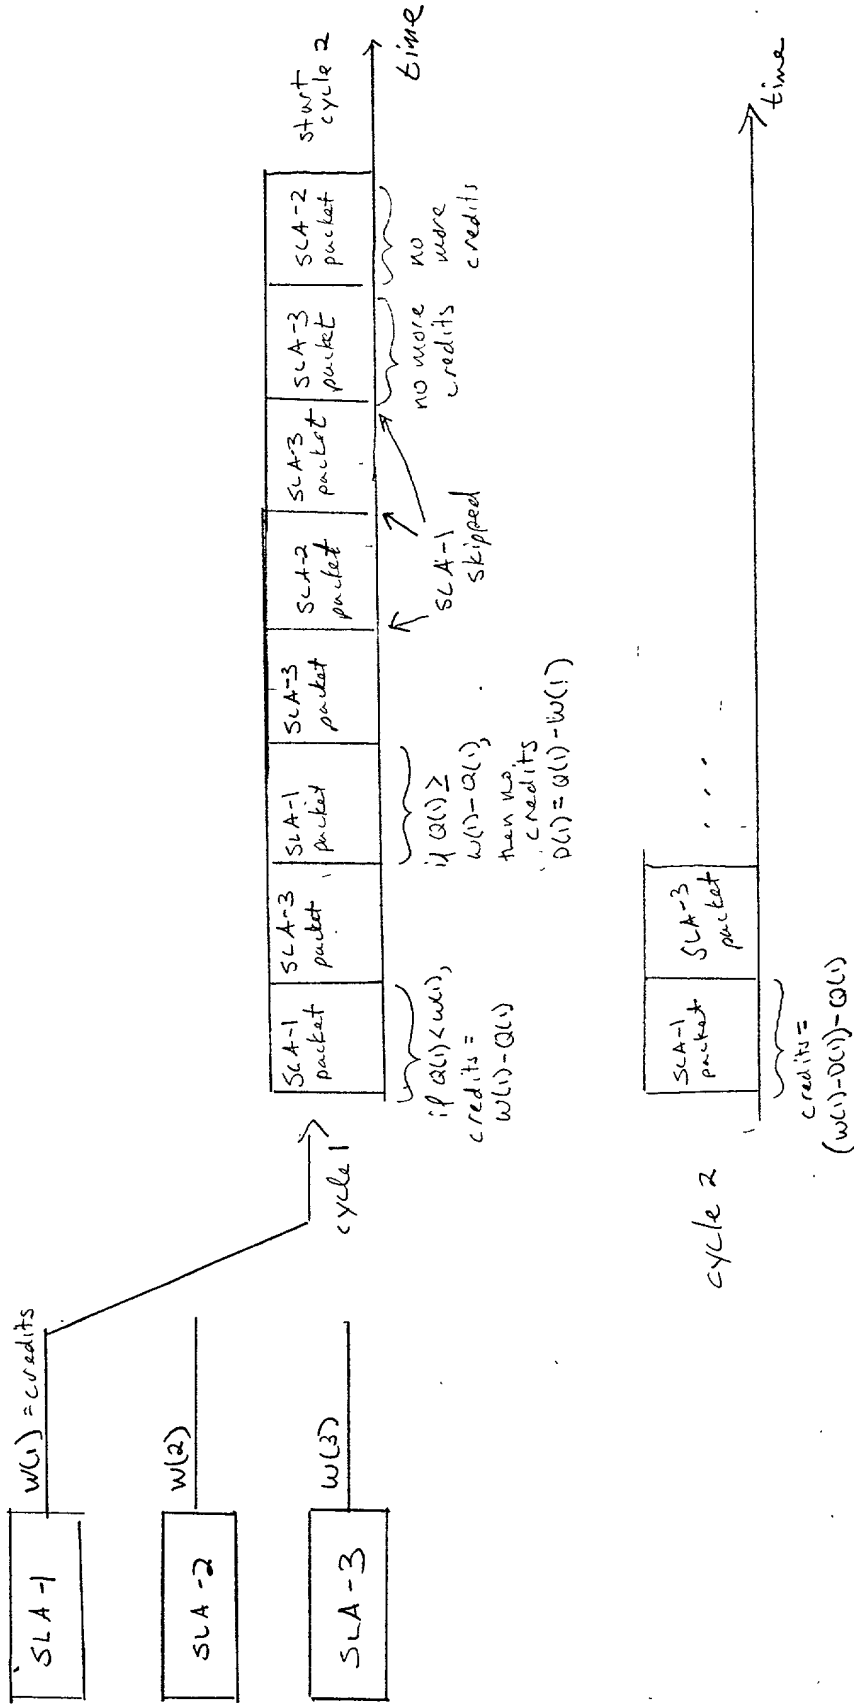 SLA-1
W(1) = credits
SLA-2
W(2)
SLA-3
W(3)
cycle 1
SLA-1
packet
SLA-3
packet
SLA-1
packet
SLA-3
packet
SLA-2
packet
SLA-3
packet
SLA-3
packet
SLA-2
packet
start
cycle 2
time
if Q(1)<W(1),
credits =
W(1)-Q(1)
if Q(1) ≥
W(1)-Q(1),
then no
credits
D(1) = Q(1)-W(1)
SLA-1
skipped
no more
credits
no
more
credits
cycle 2
SLA-1
packet
SLA-3
packet
. . .
time
credits =
(W(1)-D(1))-Q(1)